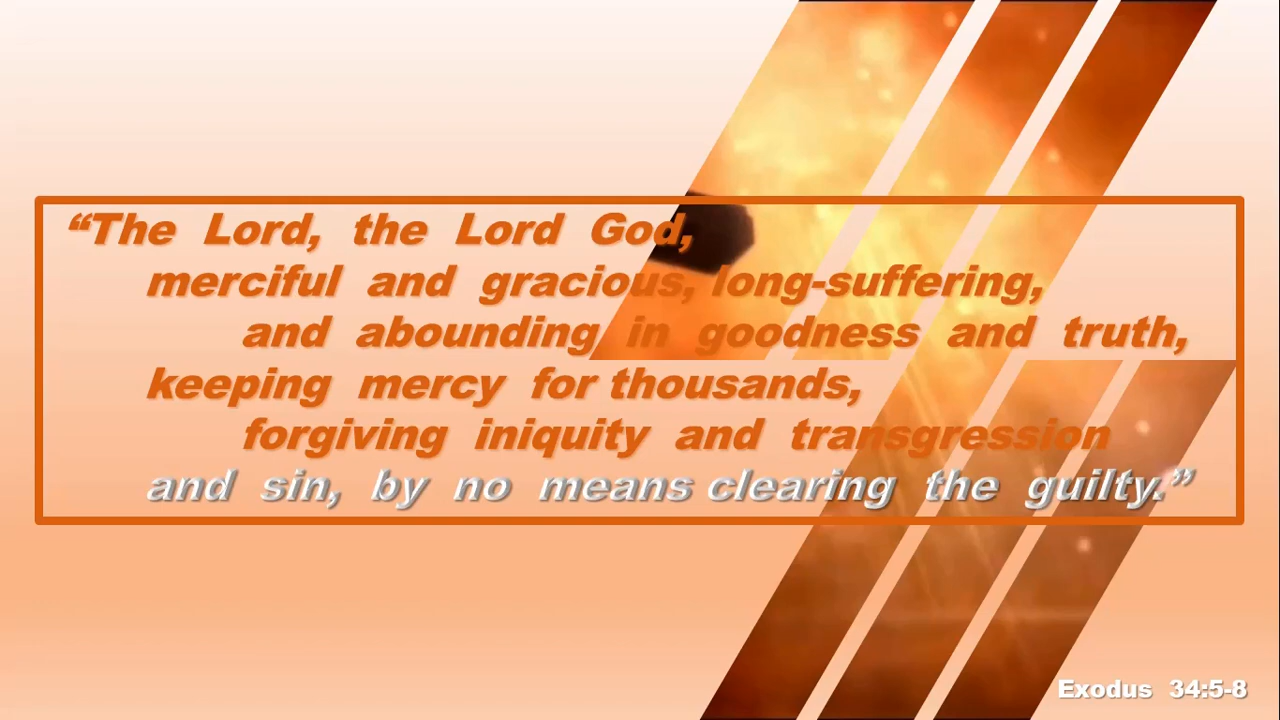 “The Lord, the Lord God,
merciful and gracious, long-suffering,
and abounding in goodness and truth,
keeping mercy for thousands,
forgiving iniquity and transgression
and sin, by no means clearing the guilty.”
Exodus 34:5-8